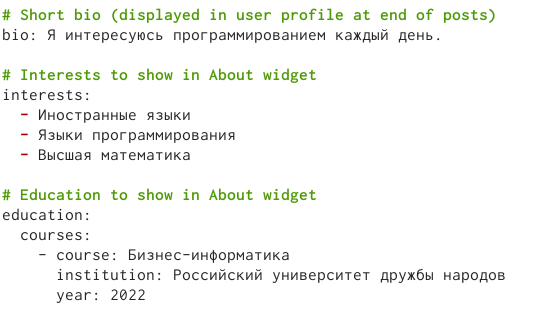 # Short bio (displayed in user profile at end of posts)
bio: Я интересуюсь программированием каждый день.
# Interests to show in About widget
interests:
- Иностранные языки
- Языки программирования
- Высшая математика
# Education to show in About widget
education:
courses:
- course: Бизнес-информатика
institution: Российский университет дружбы народов
year: 2022